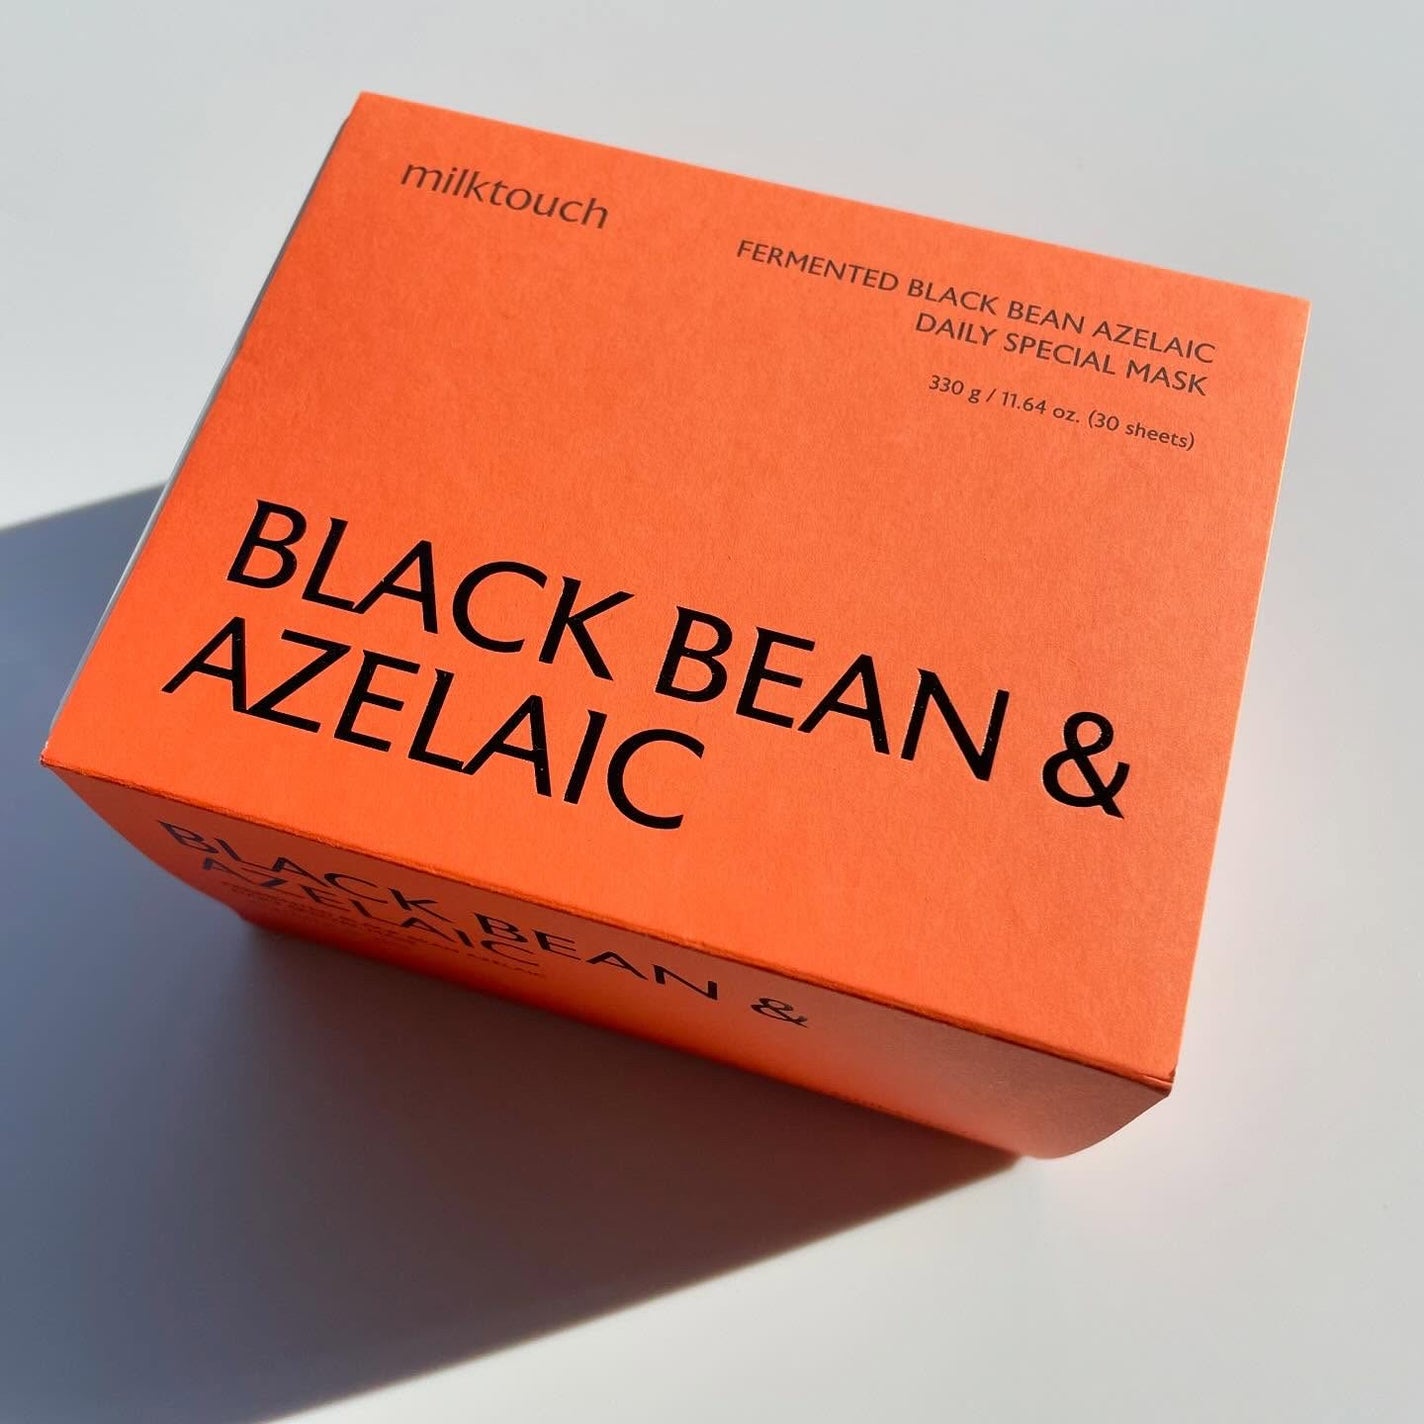 milktouch
FERMENTED BLACK BEAN AZELAIC
DAILY SPECIAL MASK
330 g / 11.64 oz. (30 sheets)
BLACK BEAN &
AZELAIC
BLACK BEAN &
AZELAIC